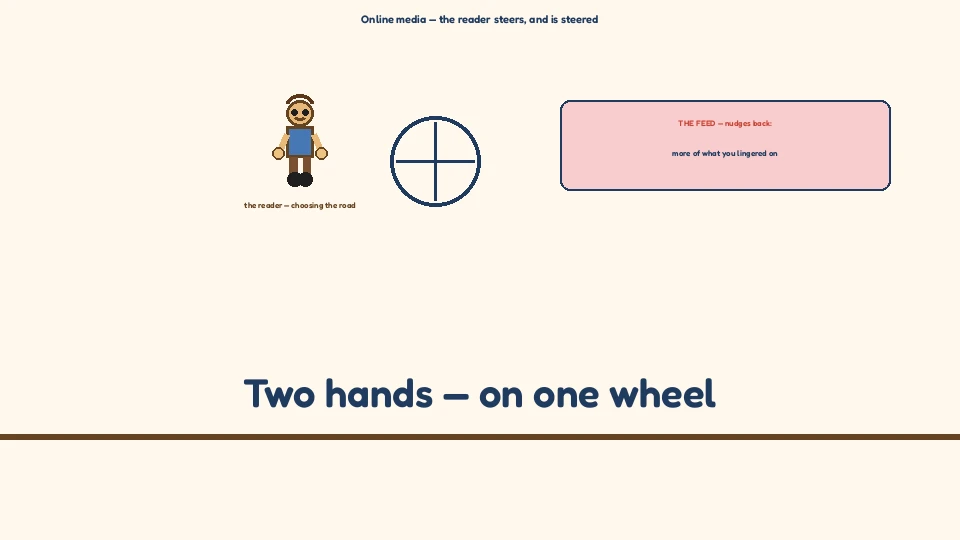 Online media — the reader steers, and is steered
THE FEED — nudges back:
more of what you lingered on
the reader — choosing the road
Two hands — on one wheel